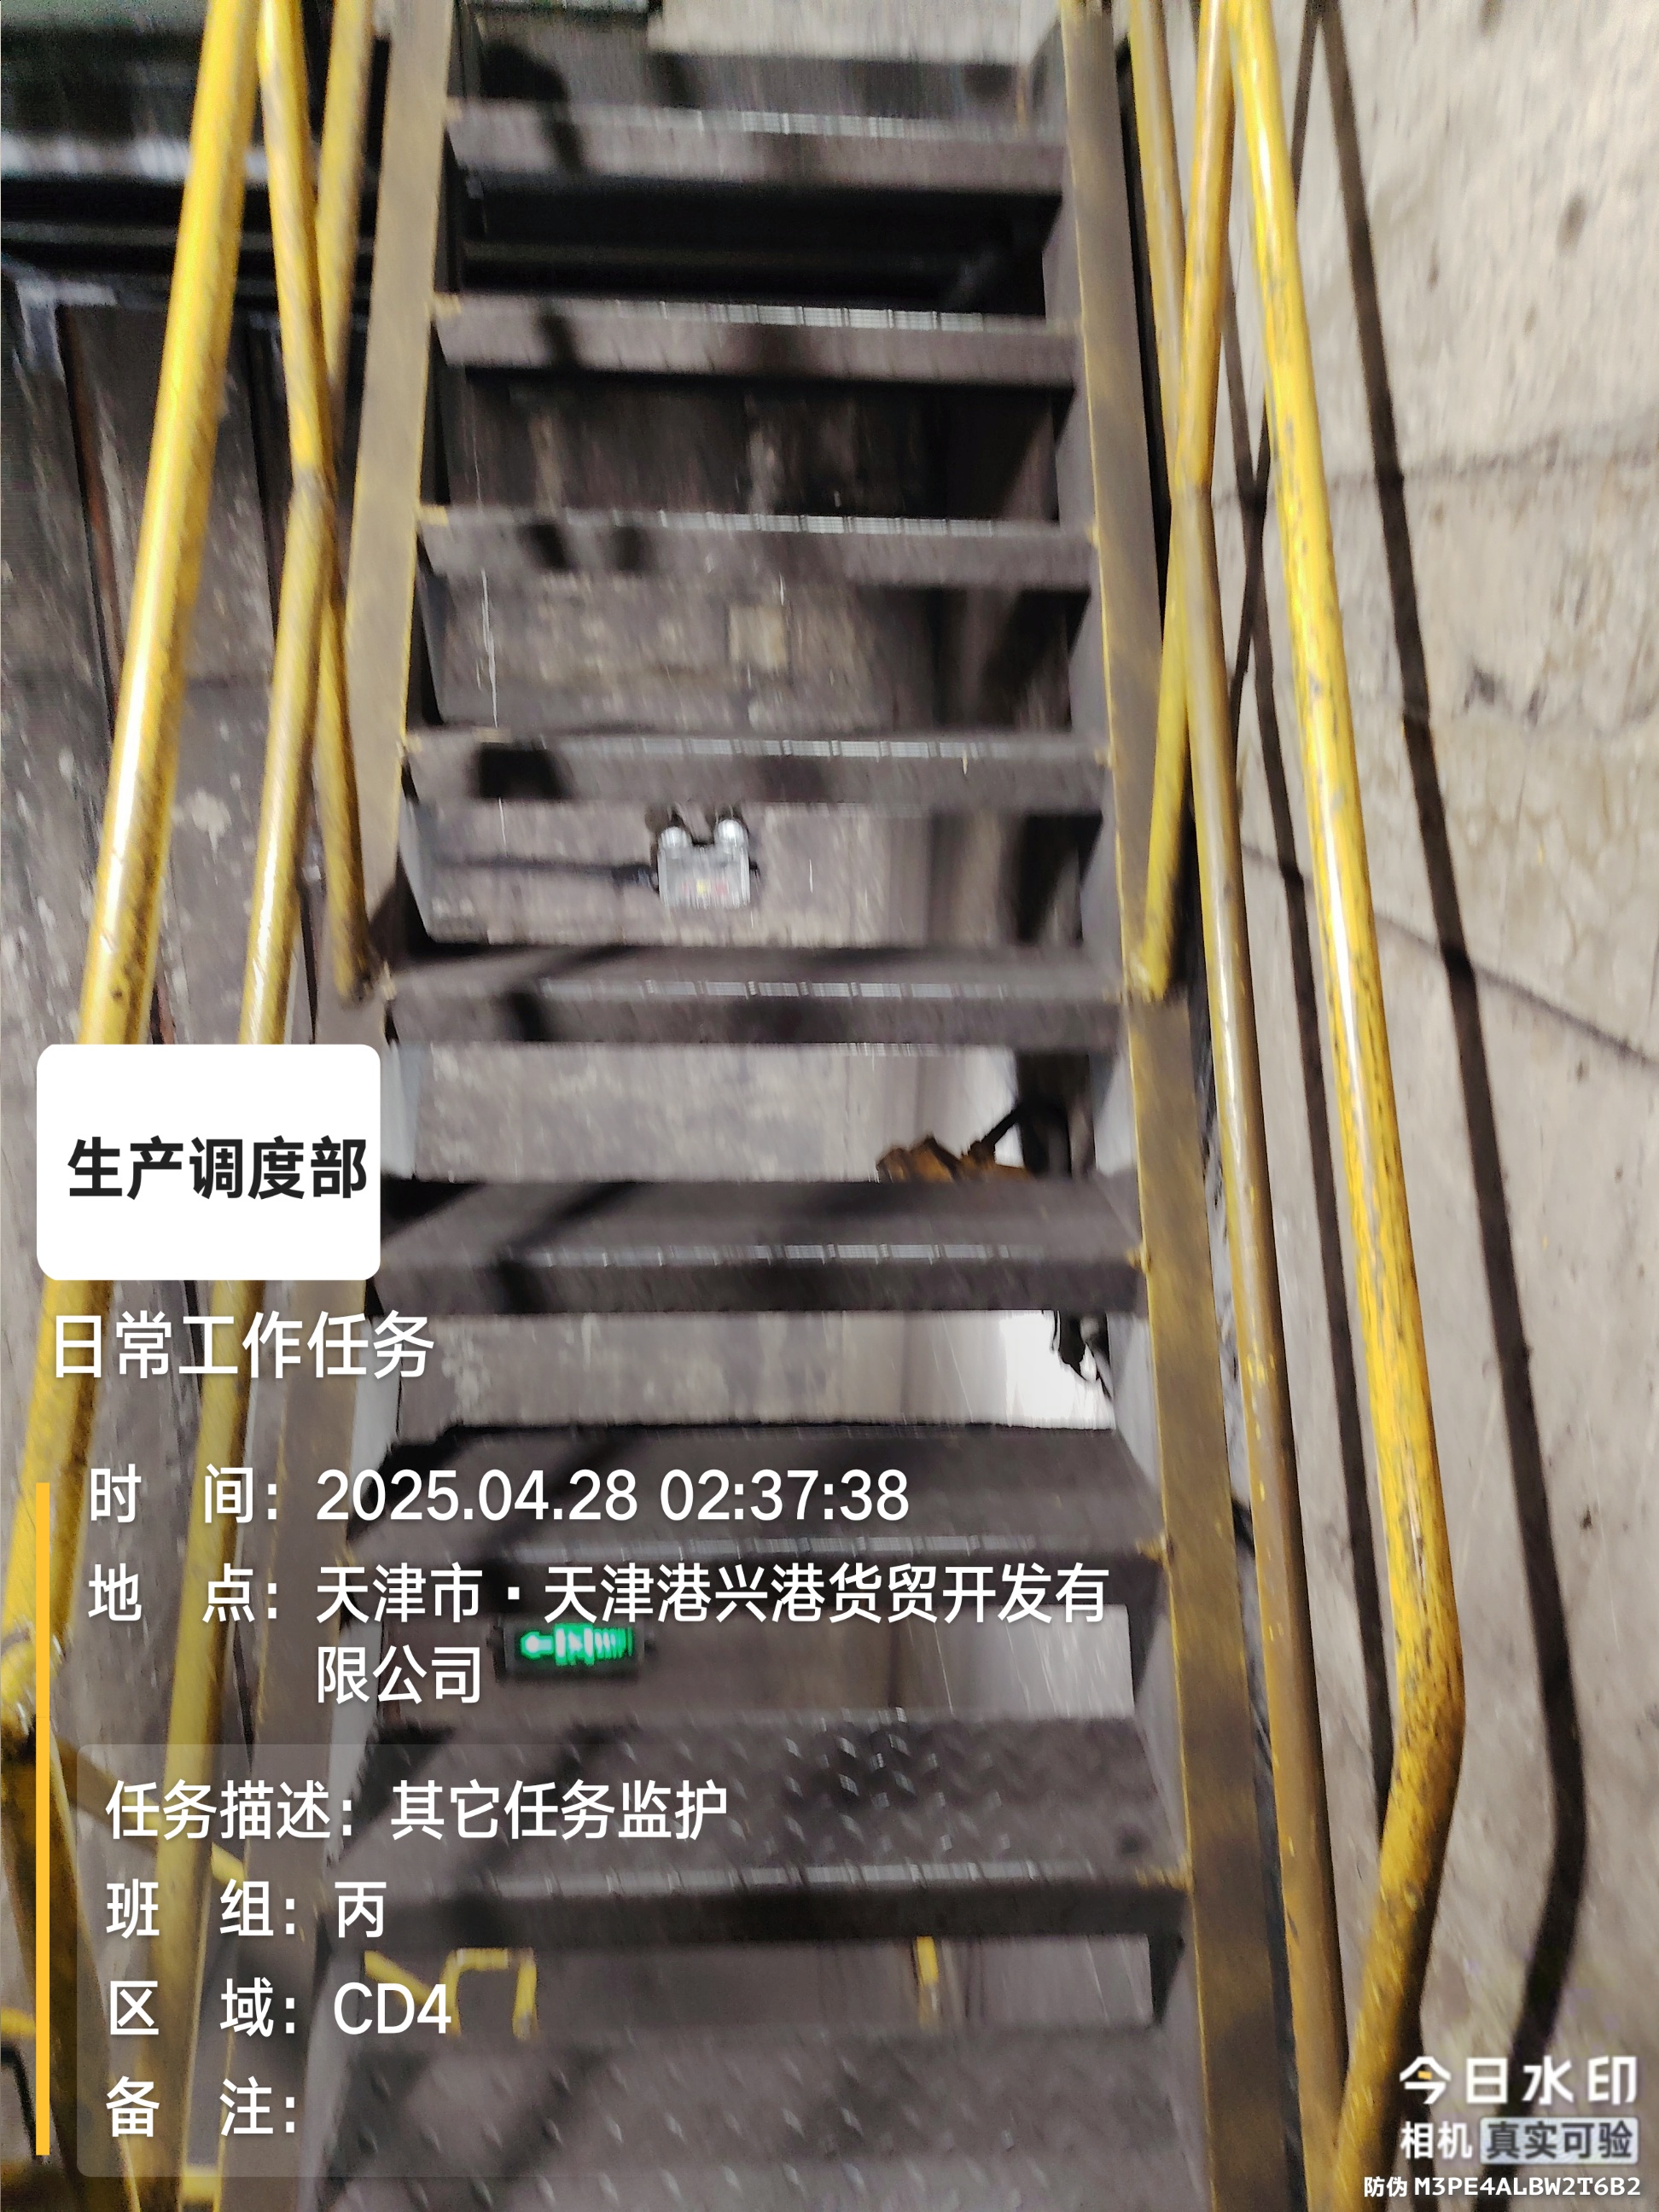 生产调度部
日常工作任务
时 间：2025.04.28 02:37:38
地 点：天津市·天津港兴港货贸开发有
限公司
任务描述：其它任务监护
班 组：丙
区 域：CD4
备 注：
今日水印
相机 真实可验
防伪 M3PE4ALBW2T6B2